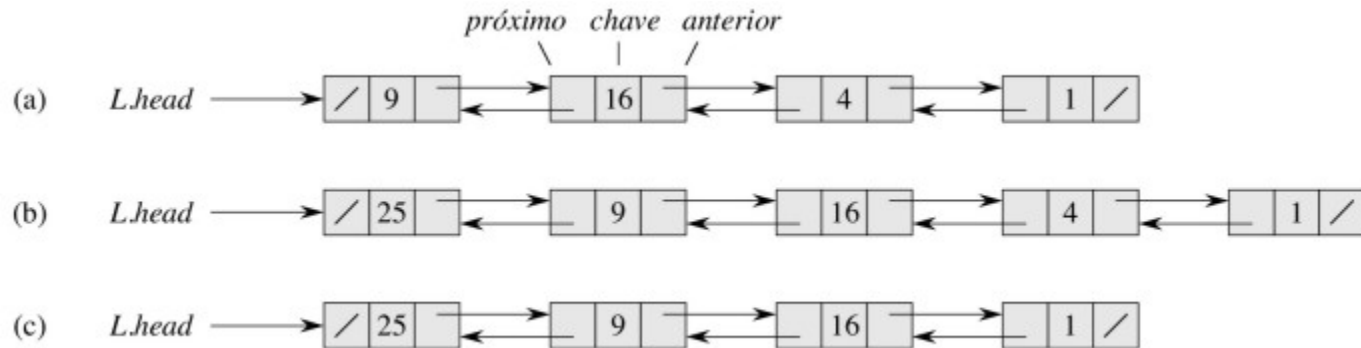 próximo chave anterior
(a) L.head / 9 16 4 1 /
(b) L.head / 25 9 16 4 1 /
(c) L.head / 25 9 16 1 /